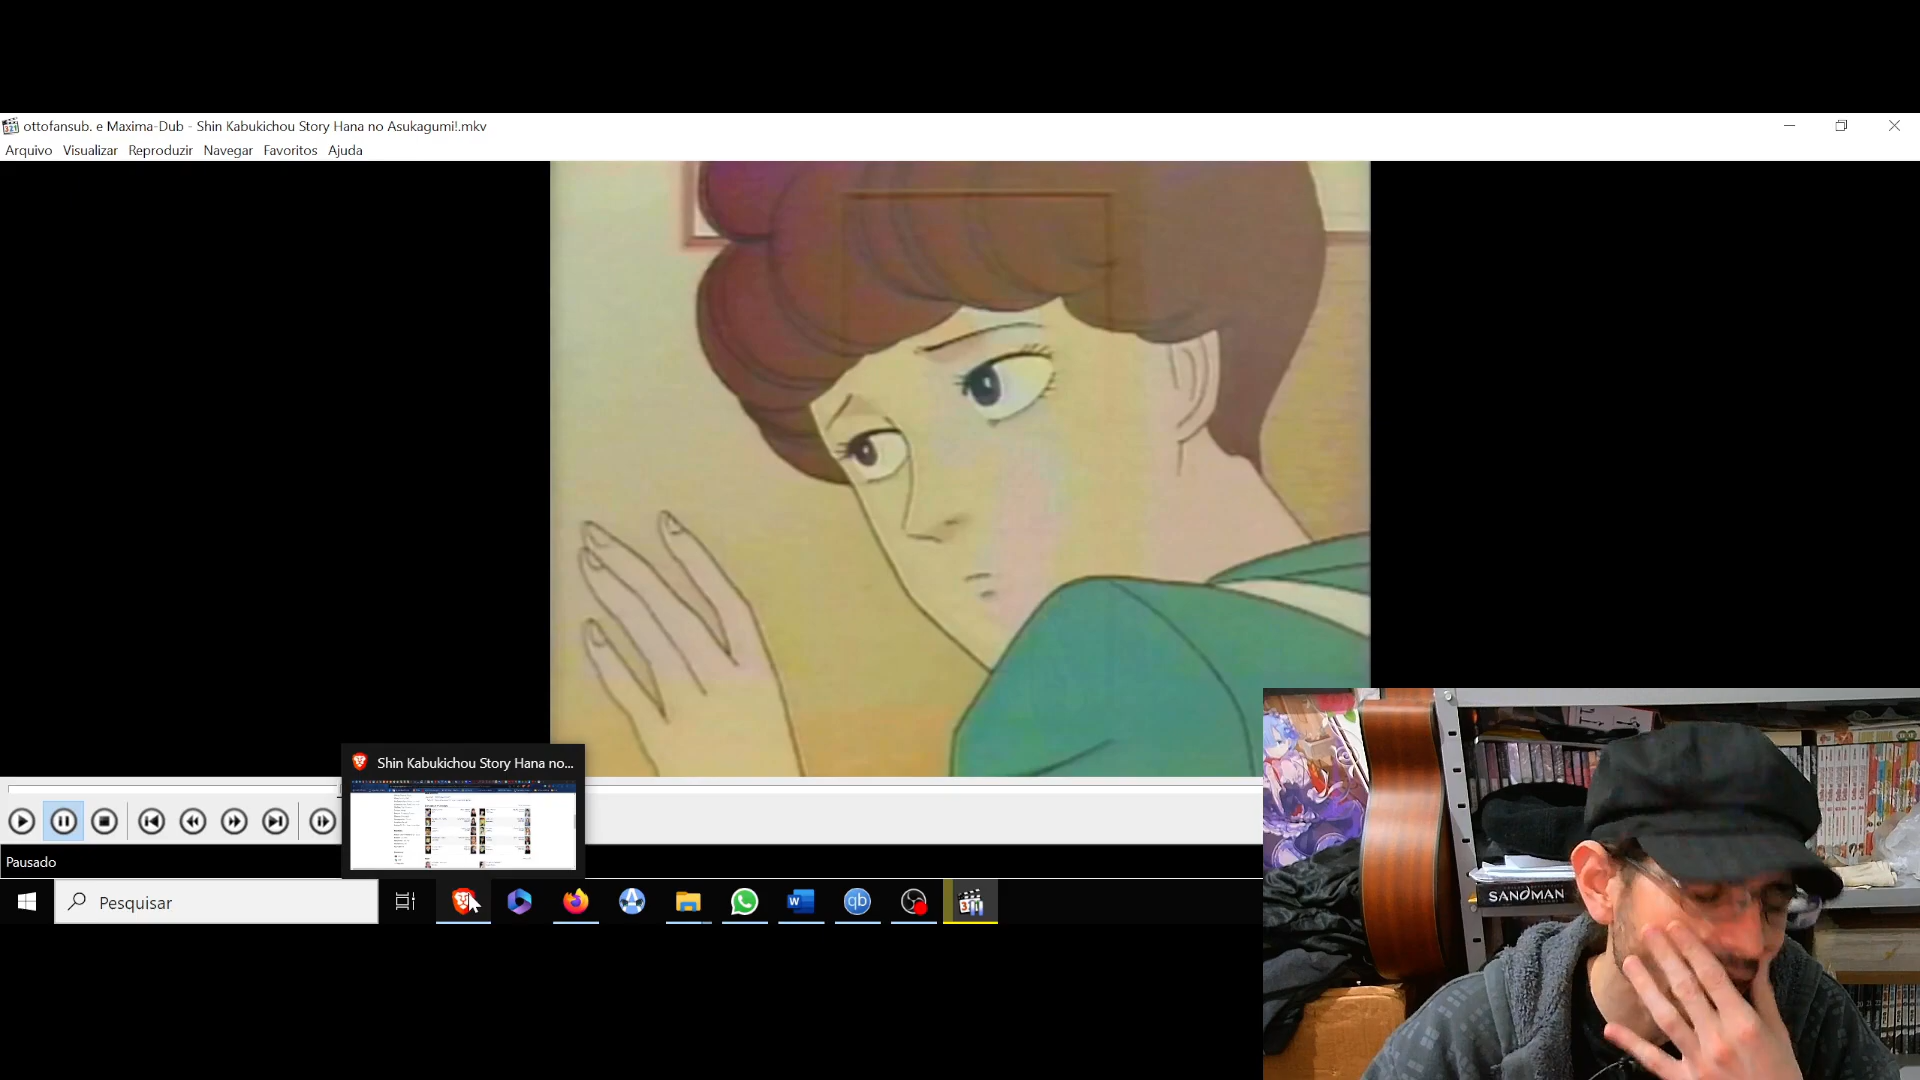 ottofansub. e Maxima-Dub - Shin Kabukichou Story Hana no Asukagumi!.mkv
Arquivo Visualizar Reproduzir Navegar Favoritos Ajuda
Shin Kabukichou Story Hana no...
Pausado
Pesquisar
SANDMAN